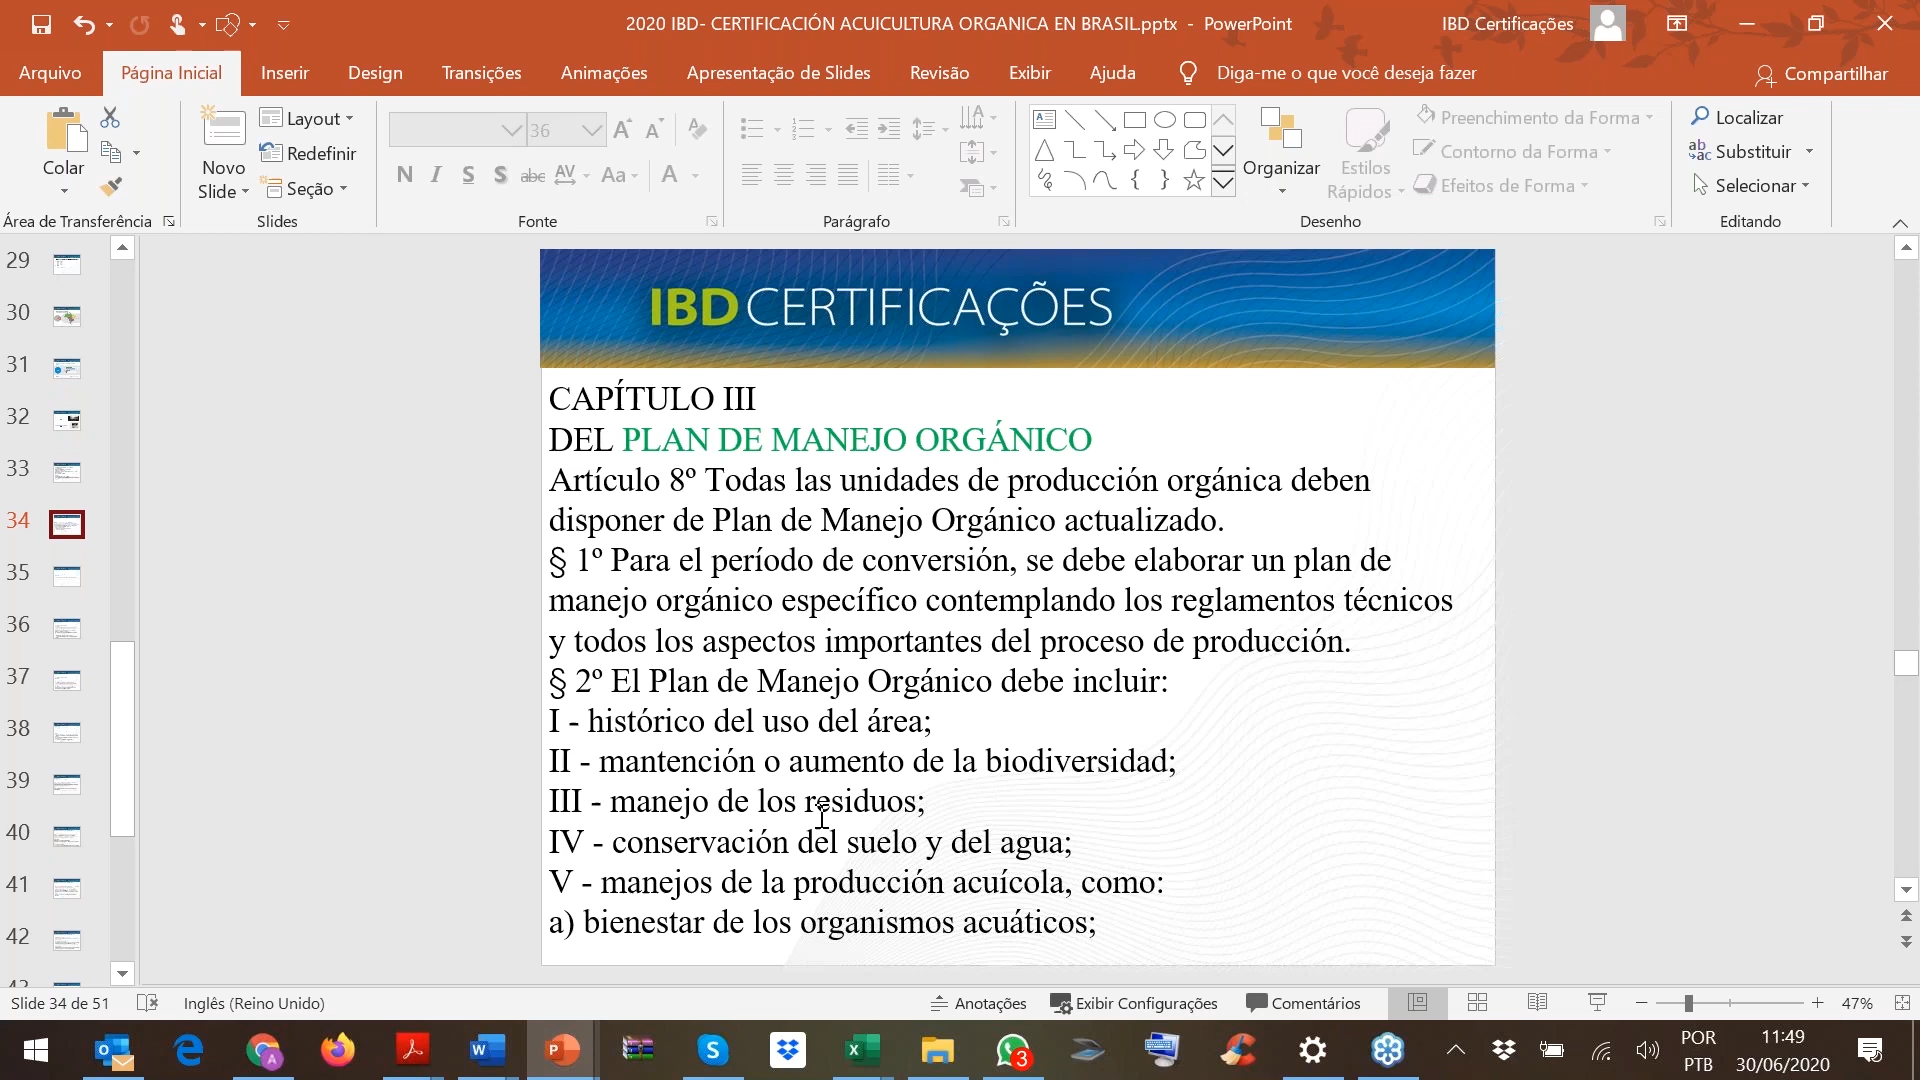 2020 IBD- CERTIFICACIÓN ACUICULTURA ORGANICA EN BRASIL.pptx - PowerPoint
IBD Certificações
Arquivo Página Inicial Inserir Design Transições Animações Apresentação de Slides Revisão Exibir Ajuda Diga-me o que você deseja fazer Compartilhar
Colar
Novo Slide
Layout
Redefinir
Seção
36
N I S S abc AV Aa A
Organizar
Estilos Rápidos
Preenchimento da Forma
Contorno da Forma
Efeitos de Forma
Localizar
Substituir
Selecionar
Área de Transferência Slides Fonte Parágrafo Desenho Editando
29
30
31
32
33
34
35
36
37
38
39
40
41
42
IBD CERTIFICAÇÕES
CAPÍTULO III
DEL PLAN DE MANEJO ORGÁNICO
Artículo 8º Todas las unidades de producción orgánica deben
disponer de Plan de Manejo Orgánico actualizado.
§ 1º Para el período de conversión, se debe elaborar un plan de
manejo orgánico específico contemplando los reglamentos técnicos
y todos los aspectos importantes del proceso de producción.
§ 2º El Plan de Manejo Orgánico debe incluir:
I - histórico del uso del área;
II - mantención o aumento de la biodiversidad;
III - manejo de los residuos;
IV - conservación del suelo y del agua;
V - manejos de la producción acuícola, como:
a) bienestar de los organismos acuáticos;
Slide 34 de 51 Inglês (Reino Unido) Anotações Exibir Configurações Comentários 47%
3
POR
PTB
11:49
30/06/2020